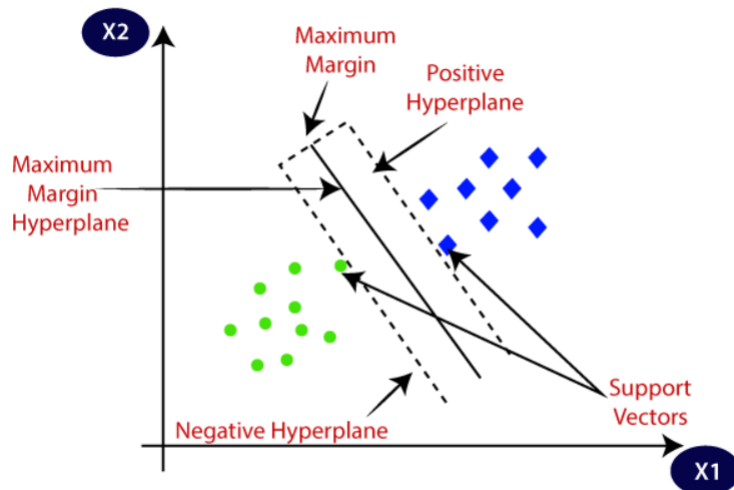 X2
Maximum
Margin
Positive
Hyperplane
Maximum
Margin
Hyperplane
Support
Vectors
Negative Hyperplane
X1